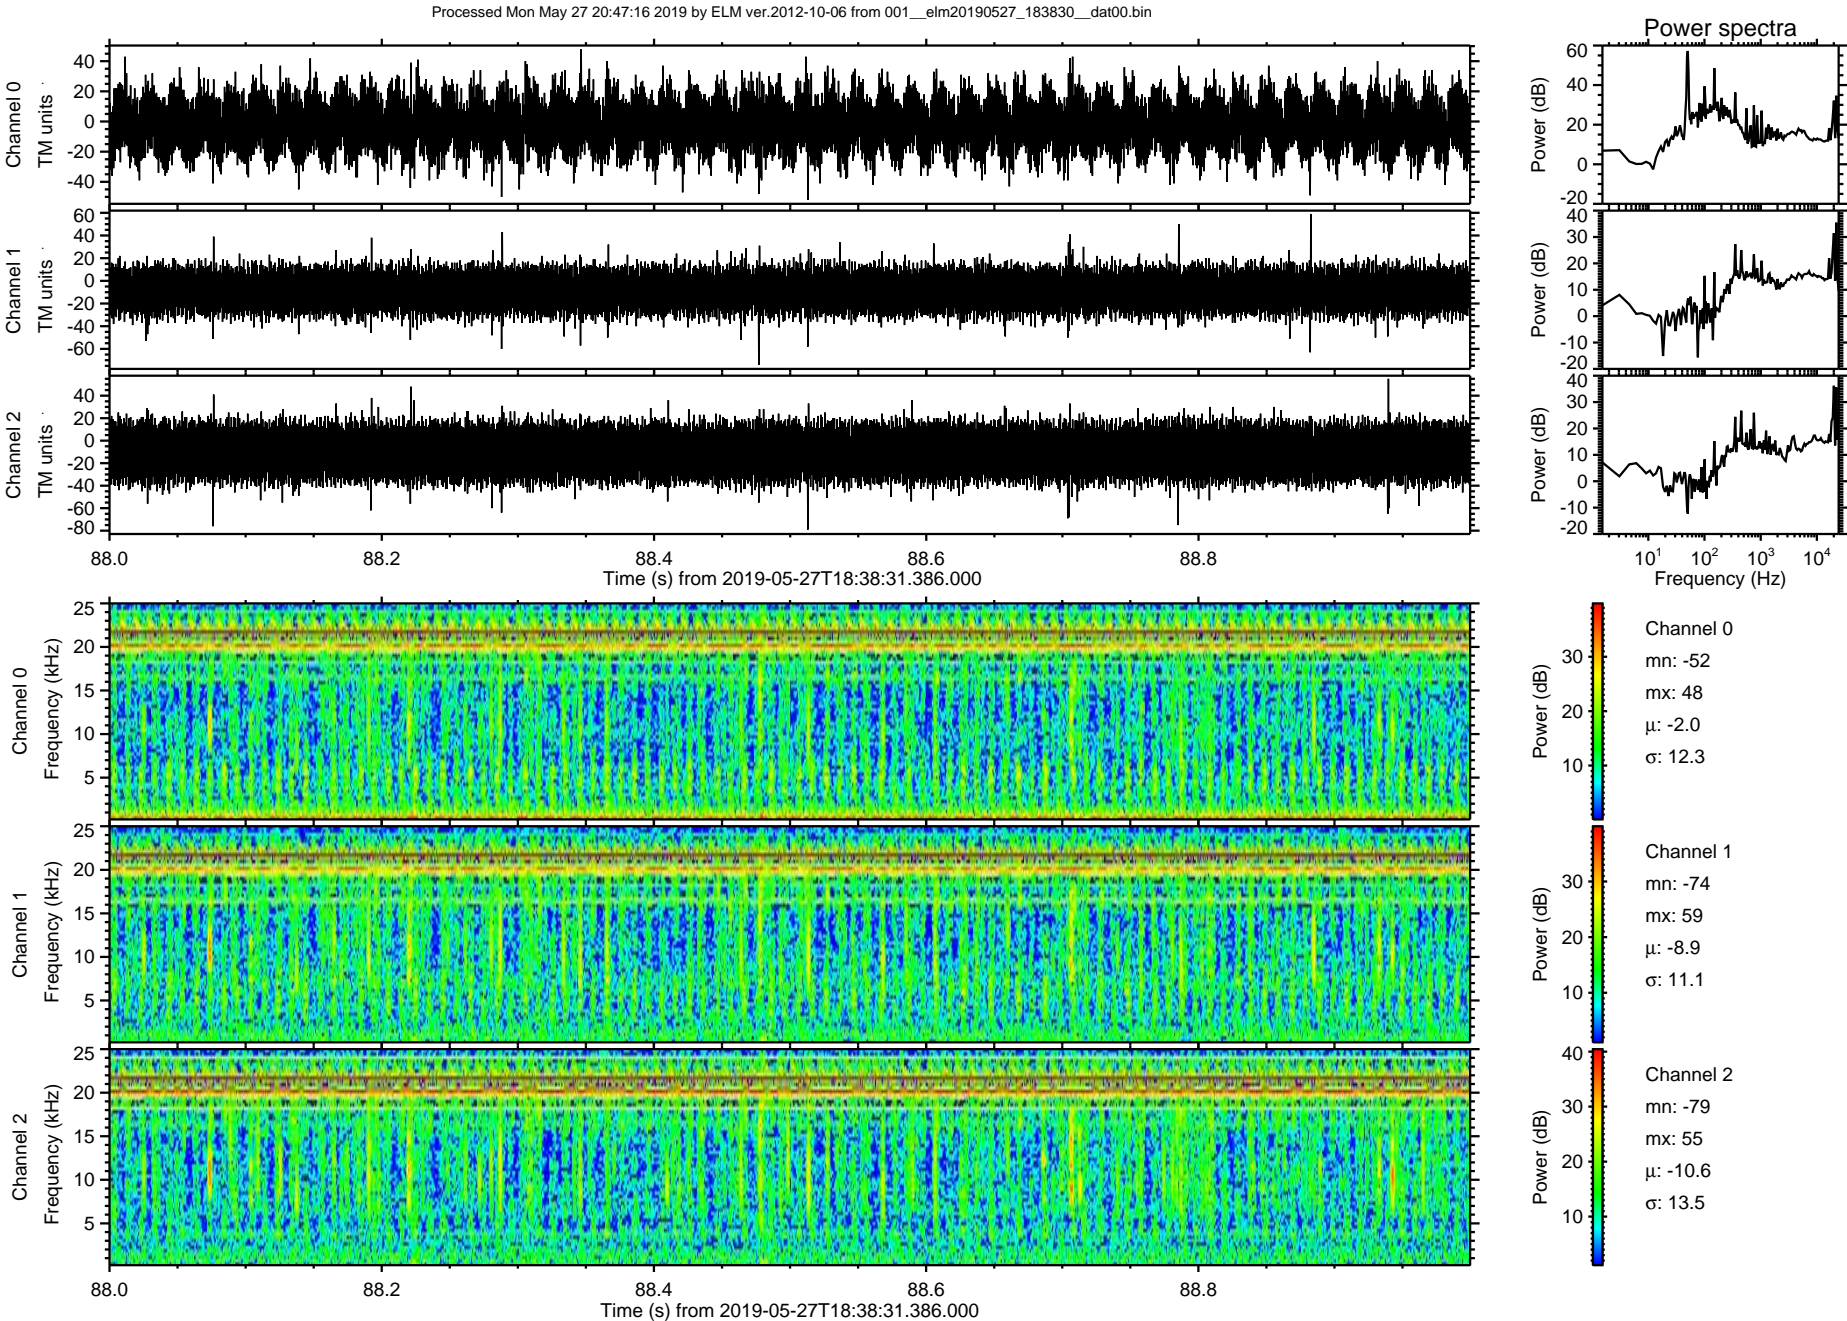 Processed Mon May 27 20:47:16 2019 by ELM ver.2012-10-06 from 001__elm20190527_183830__dat00.bin
Power spectra
Channel 0
TM units
40
20
0
-20
-40
Power (dB)
60
40
20
0
-20
Channel 1
TM units
60
40
20
0
-20
-40
-60
Power (dB)
40
30
20
10
0
-10
-20
Channel 2
TM units
40
20
0
-20
-40
-60
-80
Power (dB)
40
30
20
10
0
-10
-20
88.0 88.2 88.4 88.6 88.8
Time (s) from 2019-05-27T18:38:31.386.000
10¹ 10² 10³ 10⁴
Frequency (Hz)
Channel 0
Frequency (kHz)
25
20
15
10
5
Power (dB)
30
20
10
Channel 0
mn: -52
mx: 48
μ: -2.0
σ: 12.3
Channel 1
Frequency (kHz)
25
20
15
10
5
Power (dB)
30
20
10
Channel 1
mn: -74
mx: 59
μ: -8.9
σ: 11.1
Channel 2
Frequency (kHz)
25
20
15
10
5
Power (dB)
40
30
20
10
Channel 2
mn: -79
mx: 55
μ: -10.6
σ: 13.5
88.0 88.2 88.4 88.6 88.8
Time (s) from 2019-05-27T18:38:31.386.000